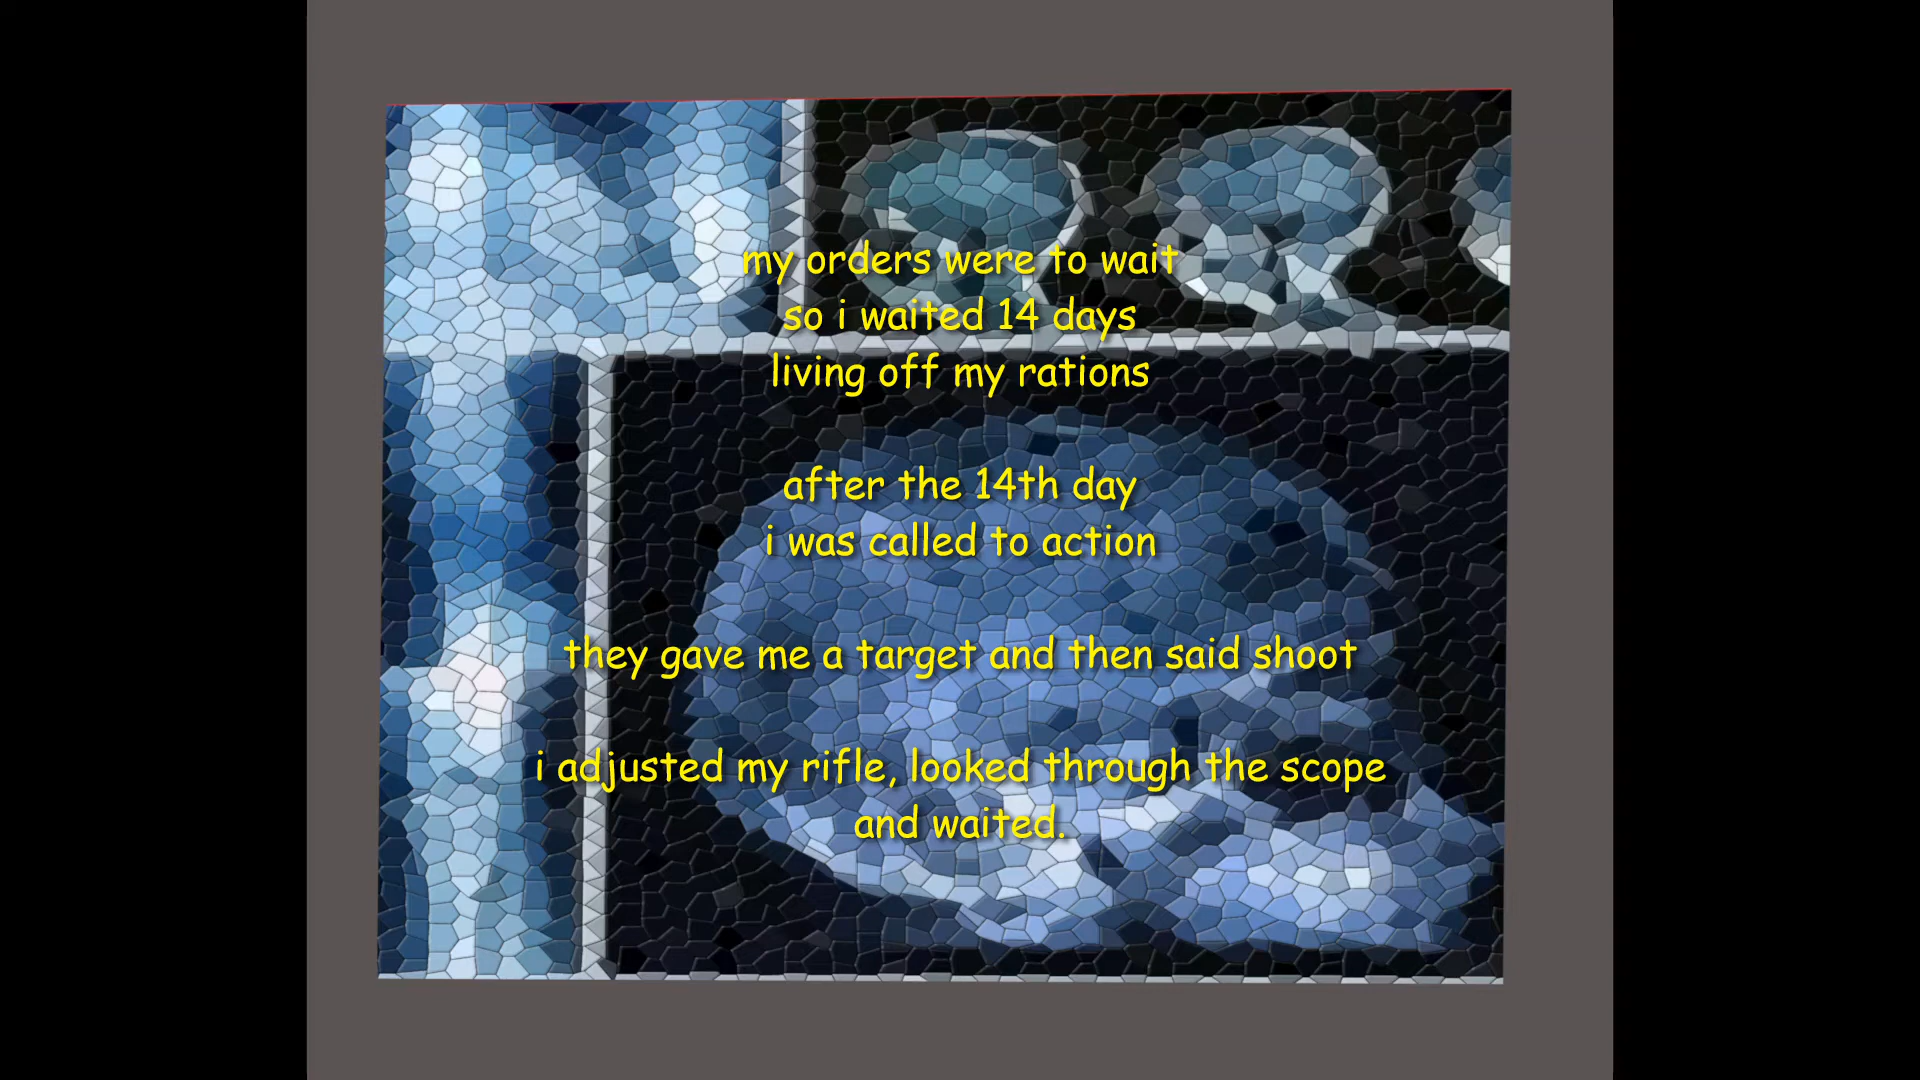 my orders were to wait
so i waited 14 days
living off my rations
after the 14th day
i was called to action
they gave me a target and then said shoot
i adjusted my rifle, looked through the scope
and waited.